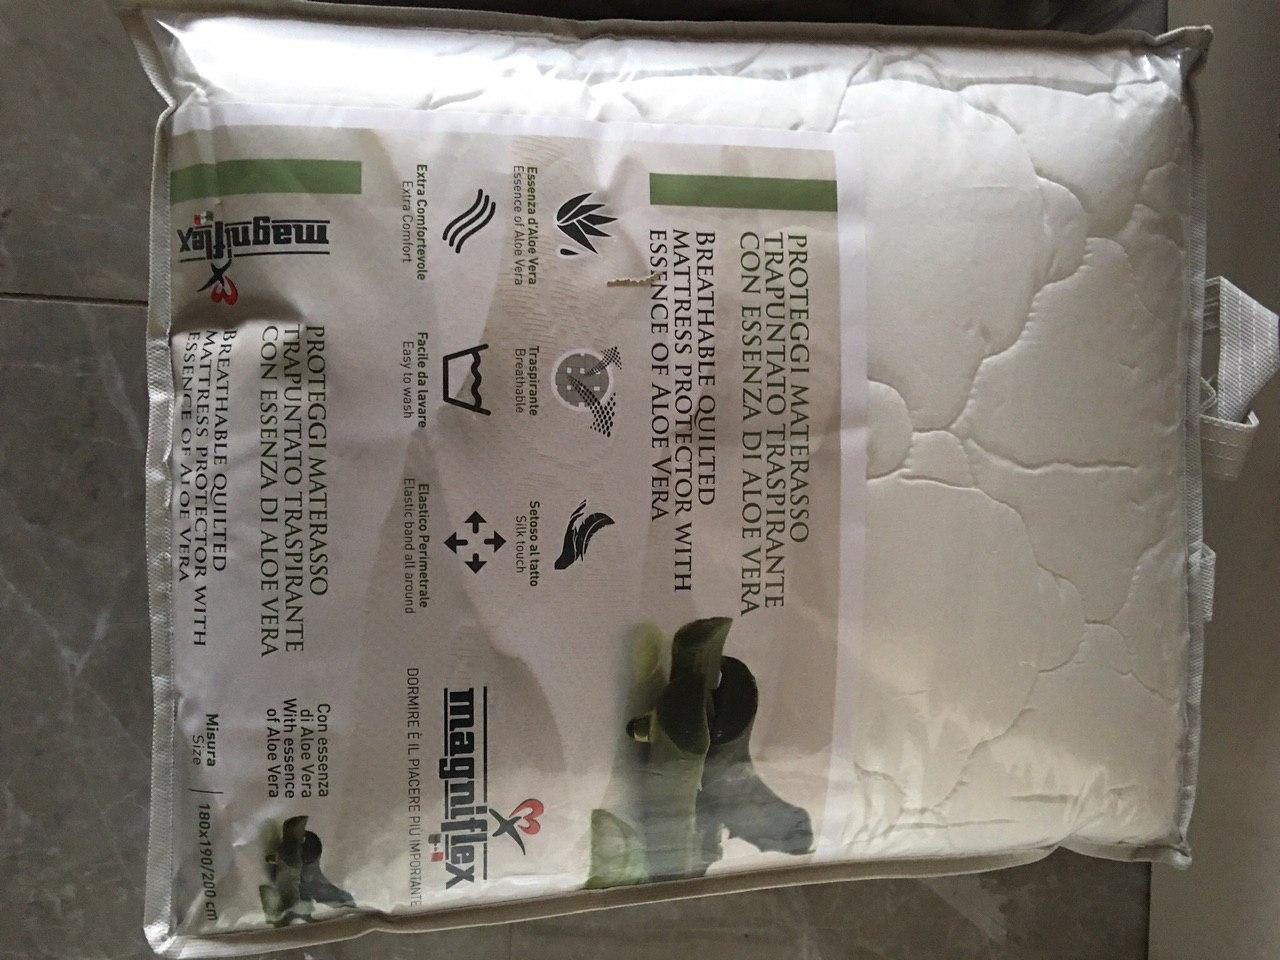 PROTEGGI MATERASSO
TRAPUNTATO TRASPIRANTE
CON ESSENZA DI ALOE VERA
BREATHABLE QUILTED
MATTRESS PROTECTOR WITH
ESSENCE OF ALOE VERA
Essenza d'Aloe Vera
Essence of Aloe Vera
Traspirante
Breathable
Setoso al tatto
Silk touch
Extra Comfortevole
Extra Comfort
Facile da lavare
Easy to wash
Elastico Perimetrale
Elastic band all around
magniflex
DORMIRE È IL PIACERE PIÙ IMPORTANTE
magniflex
PROTEGGI MATERASSO
TRAPUNTATO TRASPIRANTE
CON ESSENZA DI ALOE VERA
BREATHABLE QUILTED
MATTRESS PROTECTOR WITH
ESSENCE OF ALOE VERA
Con essenza
di Aloe Vera
With essence
of Aloe Vera
Misura
Size
180x190/200 cm